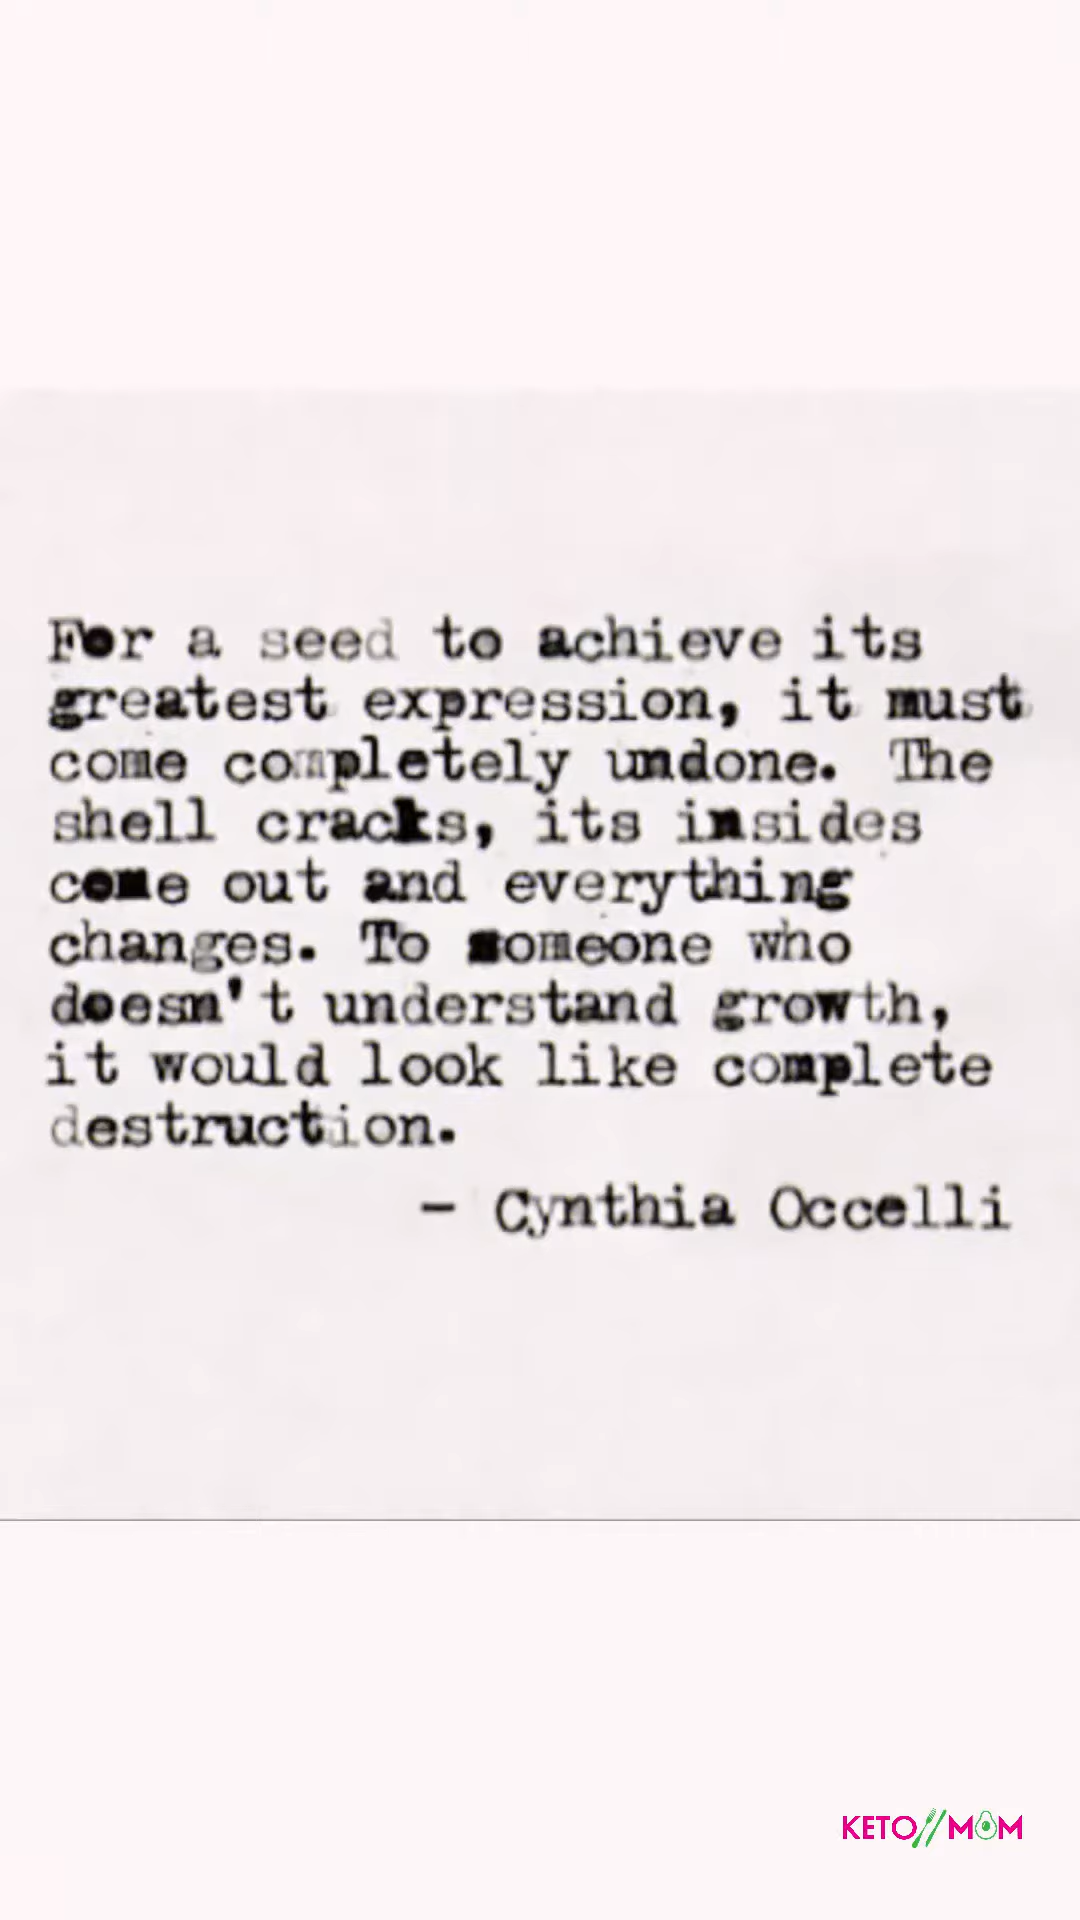 For a seed to achieve its
greatest expression, it must
come completely undone. The
shell cracks, its insides
come out and everything
changes. To someone who
doesn't understand growth,
it would look like complete
destruction.
- Cynthia Occelli
KETO//MOM